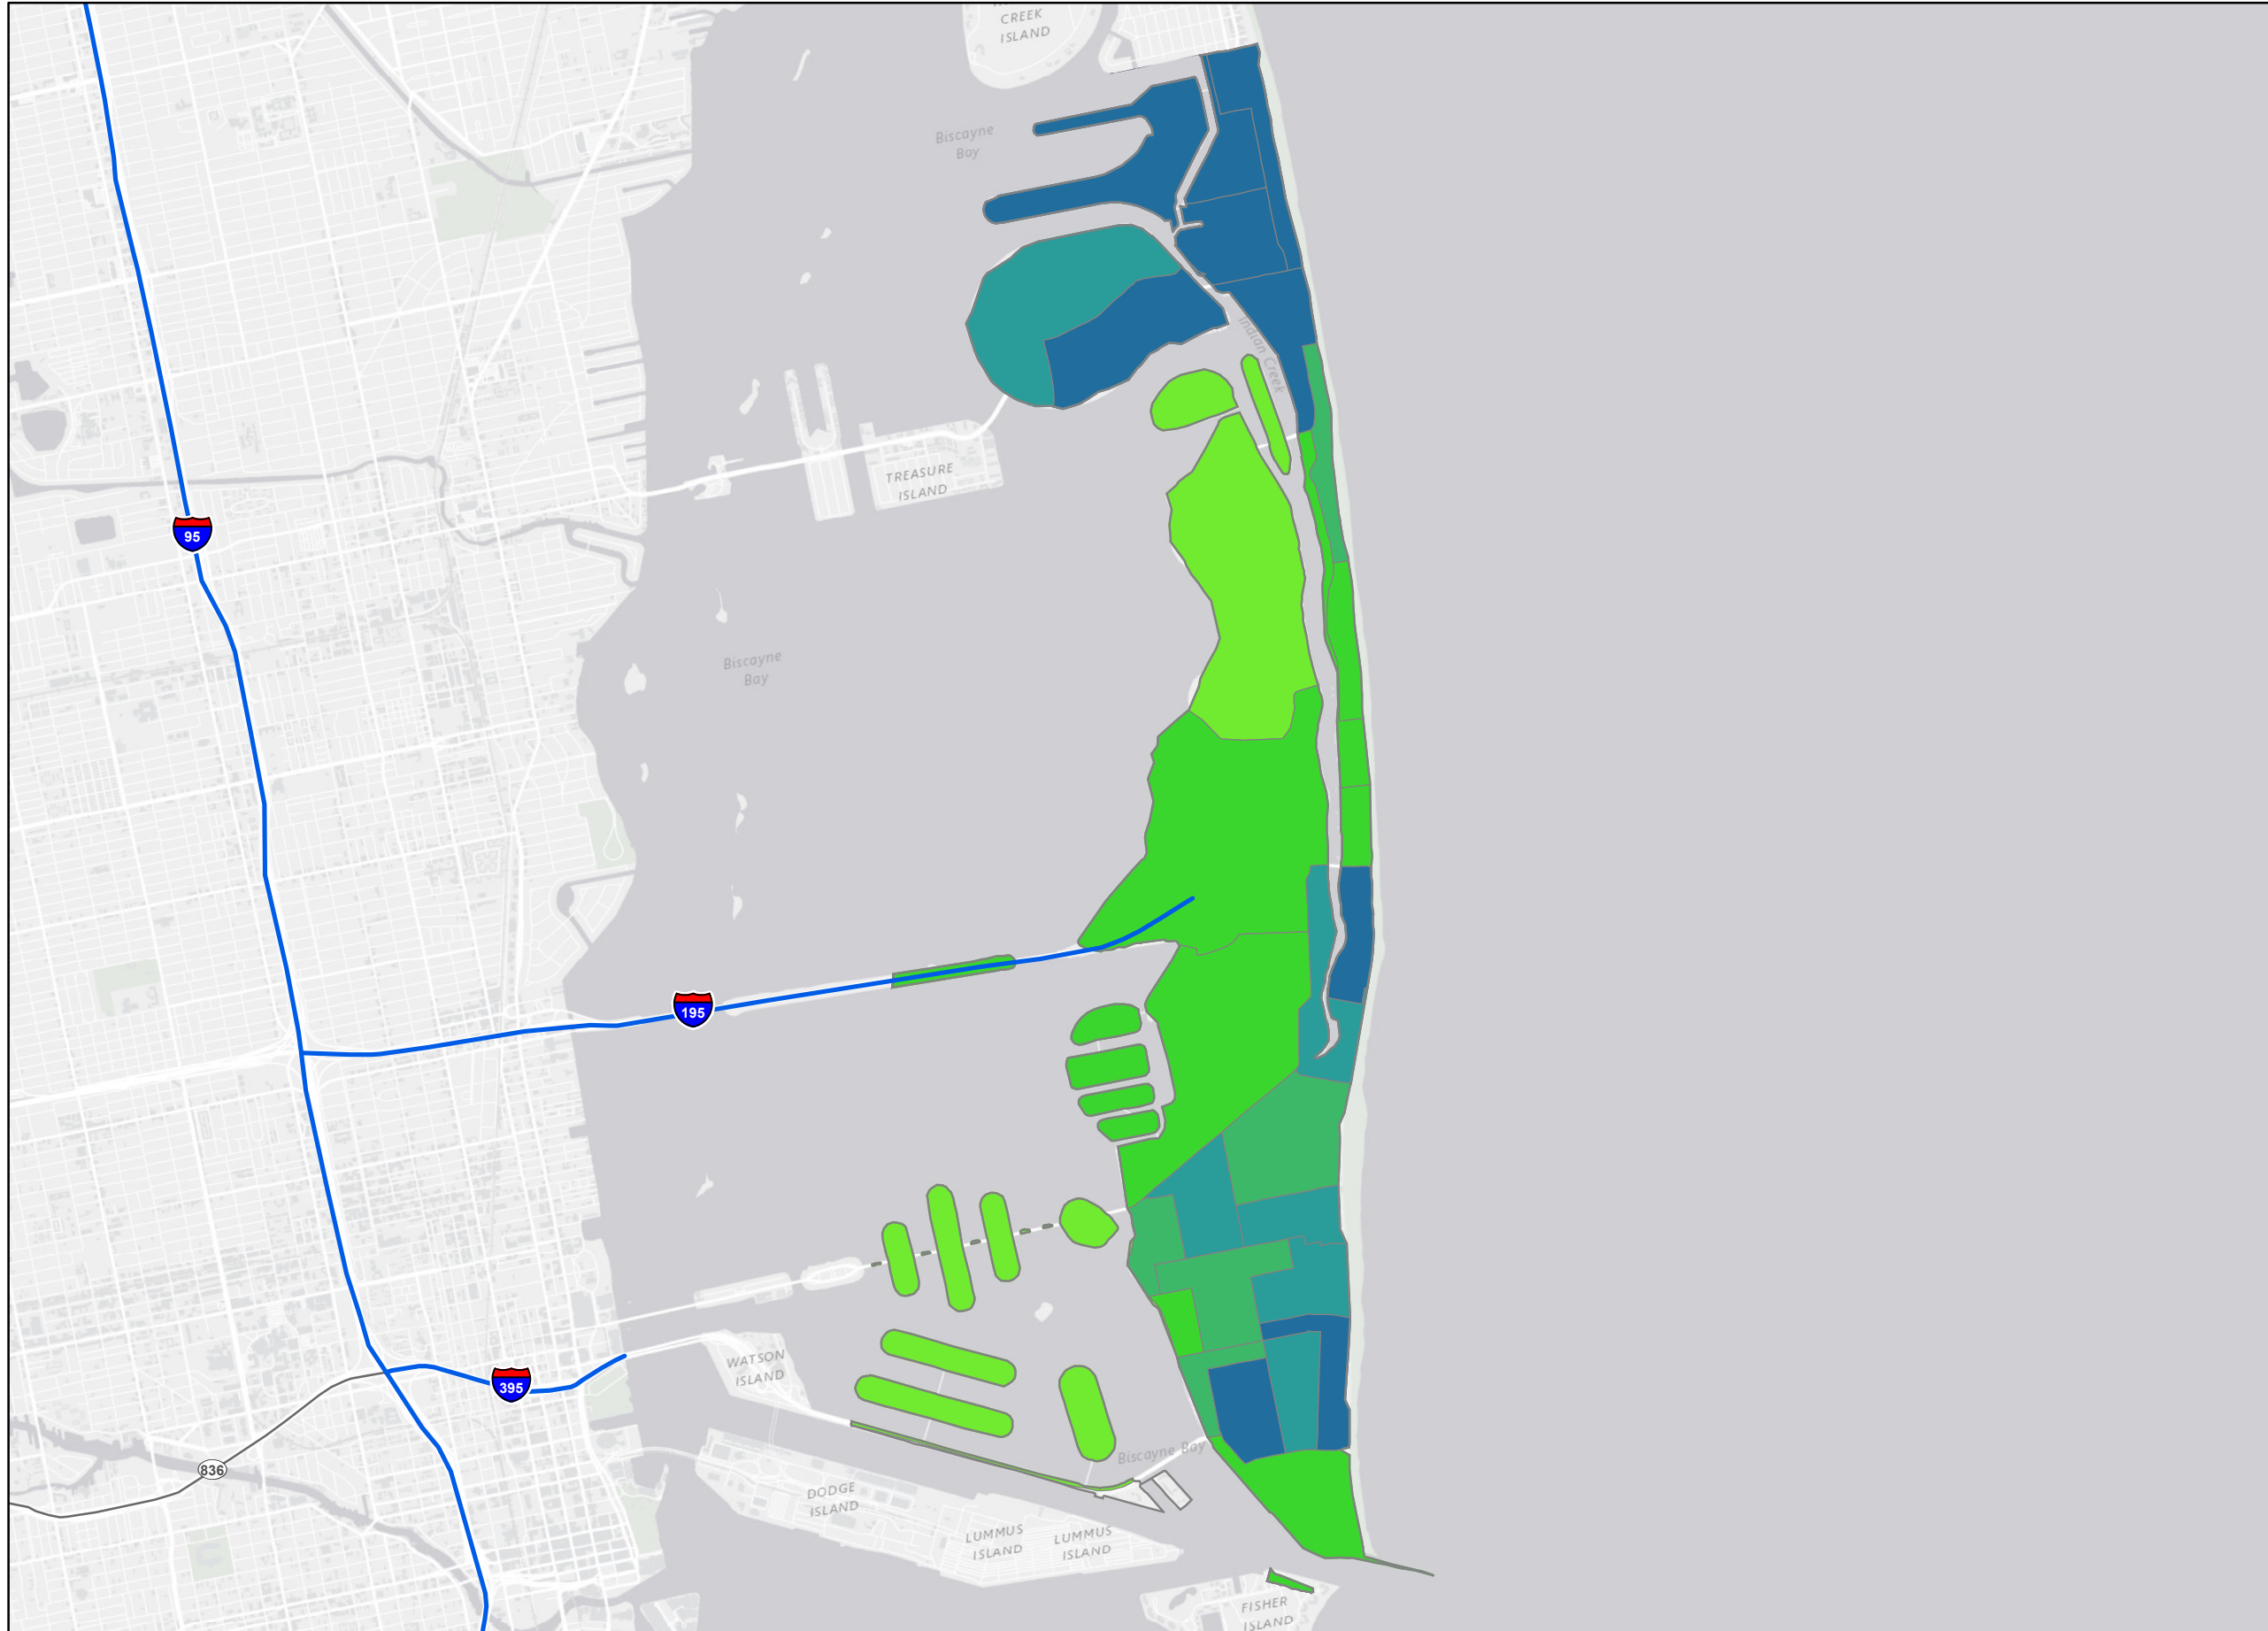 CREEK
ISLAND
Biscayne
Bay
Indian Creek
TREASURE
ISLAND
95
Biscayne
Bay
195
WATSON
ISLAND
395
836
Biscayne Bay
DODGE
ISLAND
LUMMUS
ISLAND
LUMMUS
ISLAND
FISHER
ISLAND